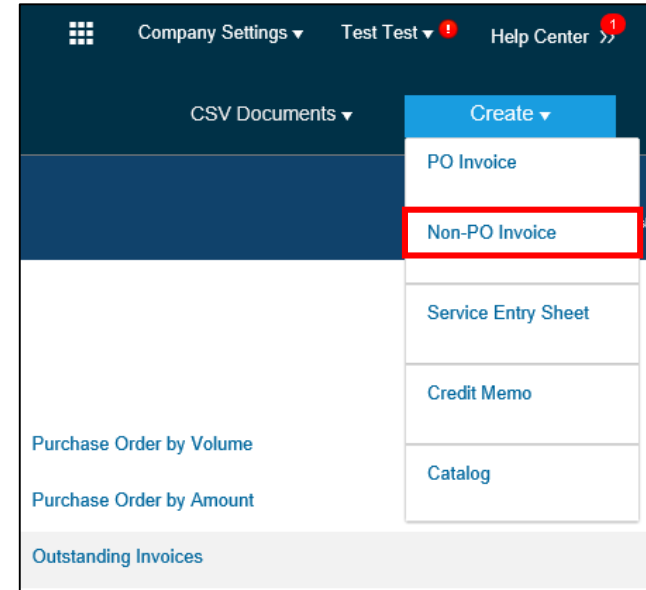 Company Settings ▾ Test Test ▾ ! Help Center >> 1
CSV Documents ▾ Create ▾
PO Invoice
Non-PO Invoice
Service Entry Sheet
Credit Memo
Purchase Order by Volume
Catalog
Purchase Order by Amount
Outstanding Invoices